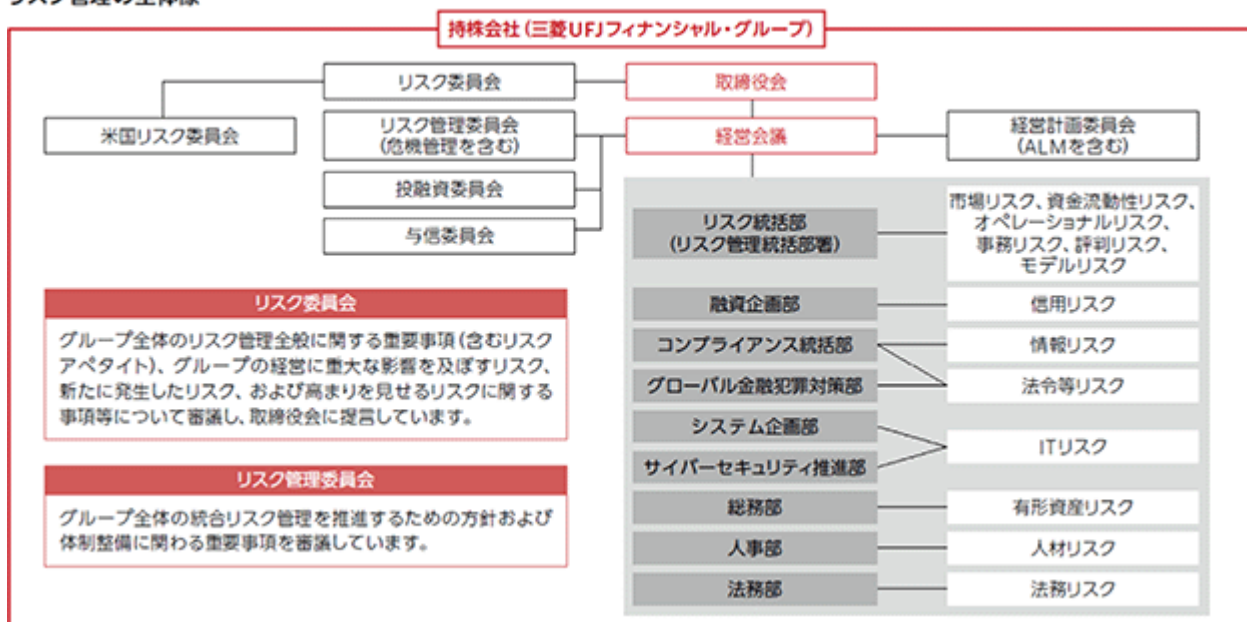 持株会社(三菱UFJフィナンシャル・グループ)
リスク委員会
取締役会
米国リスク委員会
リスク管理委員会
(危機管理を含む)
経営会議
経営計画委員会
(ALMを含む)
投融資委員会
与信委員会
リスク統括部
(リスク管理統括部署)
市場リスク、資金流動性リスク、
オペレーショナルリスク、
事務リスク、評判リスク、
モデルリスク
融資企画部
信用リスク
コンプライアンス統括部
情報リスク
グローバル金融犯罪対策部
法令等リスク
システム企画部
サイバーセキュリティ推進部
ITリスク
総務部
有形資産リスク
人事部
人材リスク
法務部
法務リスク
リスク委員会
グループ全体のリスク管理全般に関する重要事項(含むリスク
アペタイト)、グループの経営に重大な影響を及ぼすリスク、
新たに発生したリスク、および高まりを見せるリスクに関する
事項等について審議し、取締役会に提言しています。
リスク管理委員会
グループ全体の統合リスク管理を推進するための方針および
体制整備に関わる重要事項を審議しています。